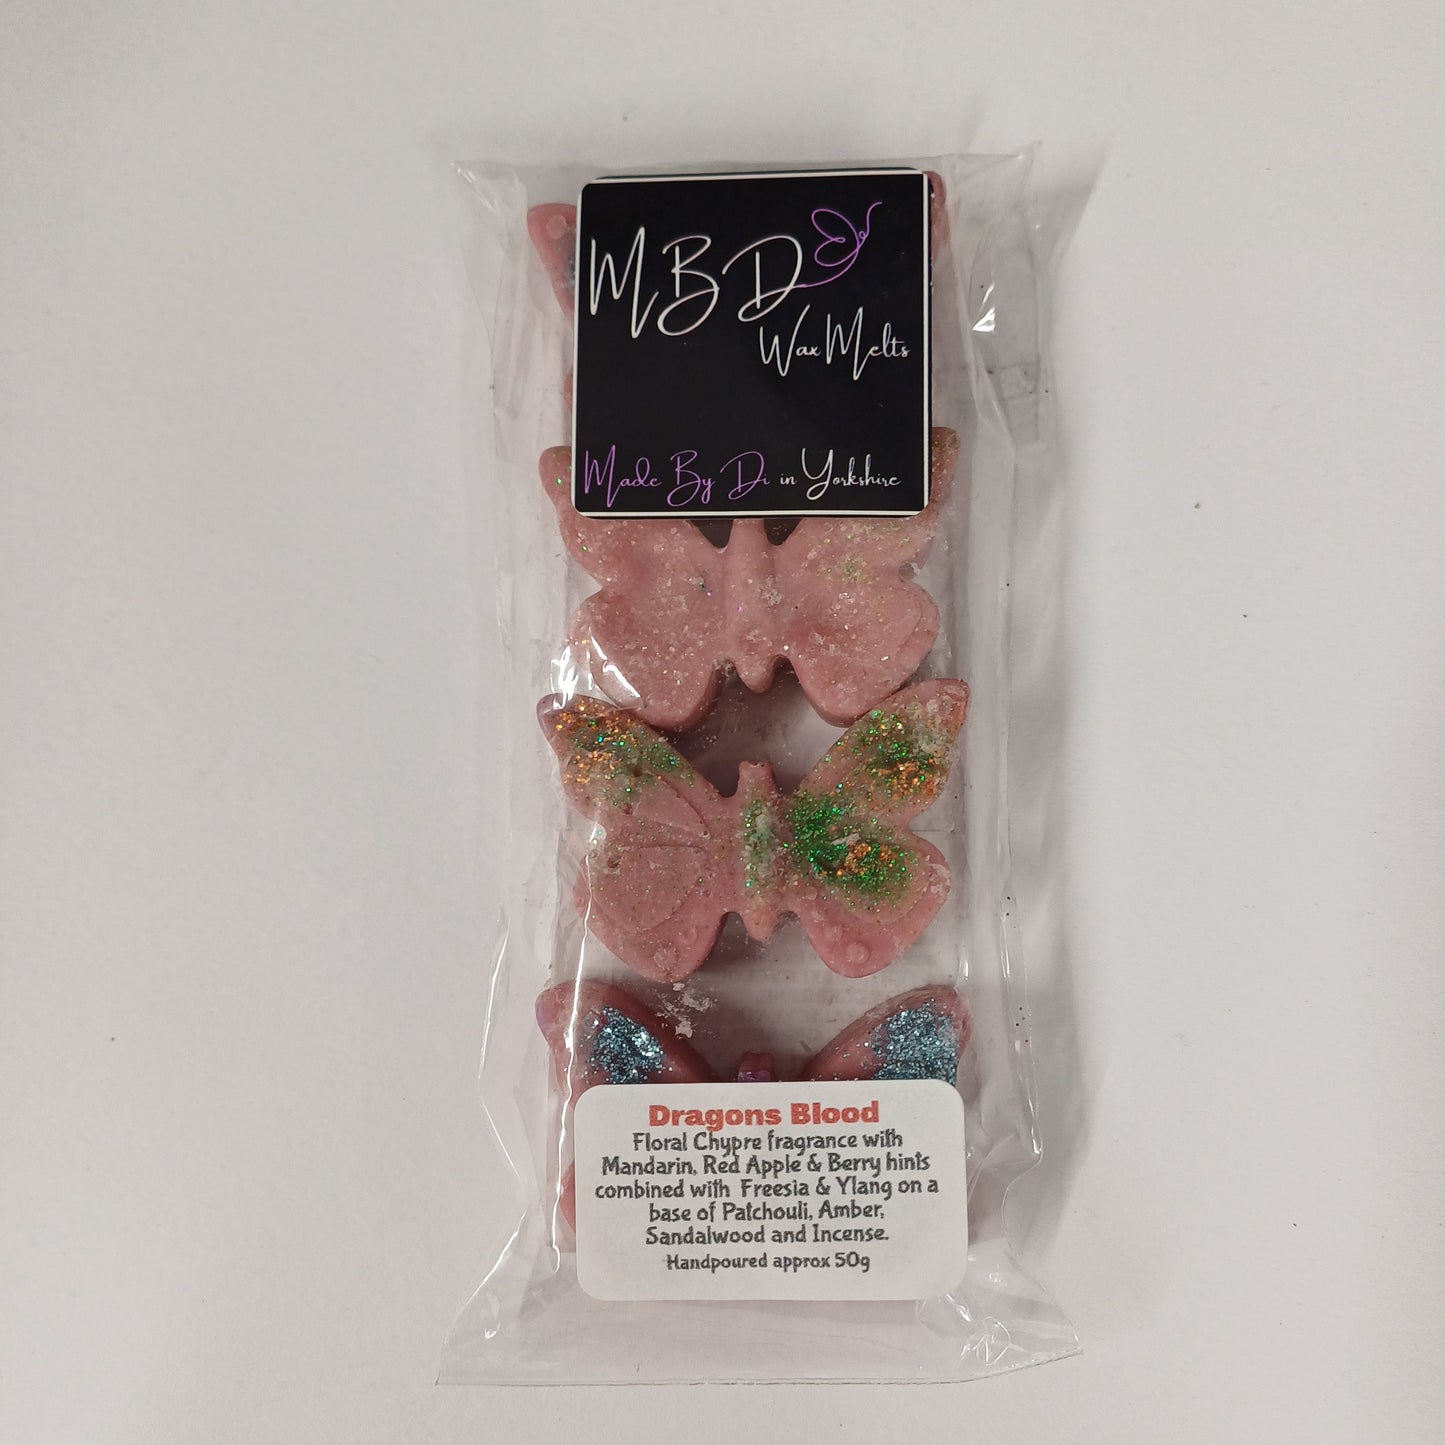 MBD
Wax Melts
Made By Di in Yorkshire
Dragons Blood
Floral Chypre fragrance with
Mandarin, Red Apple & Berry hints
combined with Freesia & Ylang on a
base of Patchouli, Amber,
Sandalwood and Incense.
Handpoured approx 50g